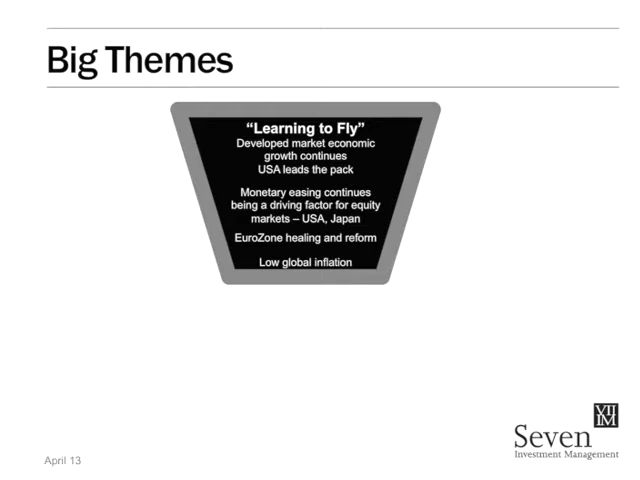 Big Themes
“Learning to Fly”
Developed market economic
growth continues
USA leads the pack
Monetary easing continues
being a driving factor for equity
markets – USA, Japan
EuroZone healing and reform
Low global inflation
VII
IM
Seven
Investment Management
April 13